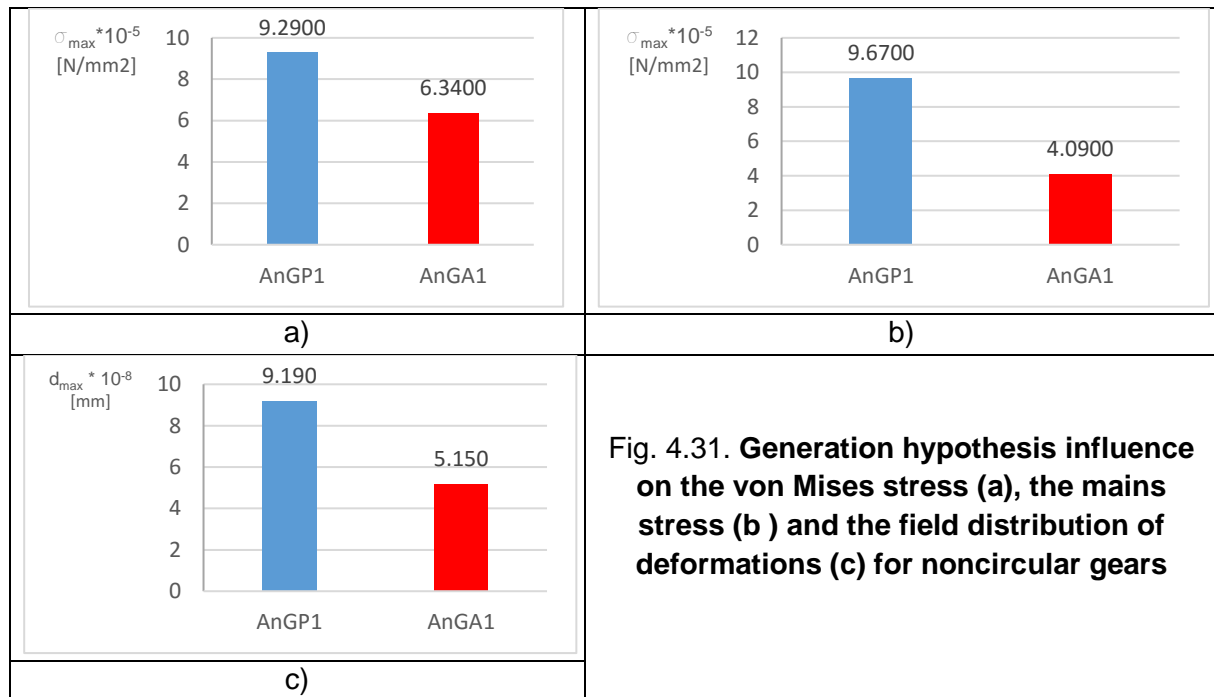 σmax*10-5
[N/mm2]
10
8
6
4
2
0
9.2900
6.3400
AnGP1
AnGA1
a)
σmax*10-5
[N/mm2]
12
10
8
6
4
2
0
9.6700
4.0900
AnGP1
AnGA1
b)
dmax * 10-8
[mm]
10
8
6
4
2
0
9.190
5.150
AnGP1
AnGA1
c)
Fig. 4.31. Generation hypothesis influence
on the von Mises stress (a), the mains
stress (b ) and the field distribution of
deformations (c) for noncircular gears